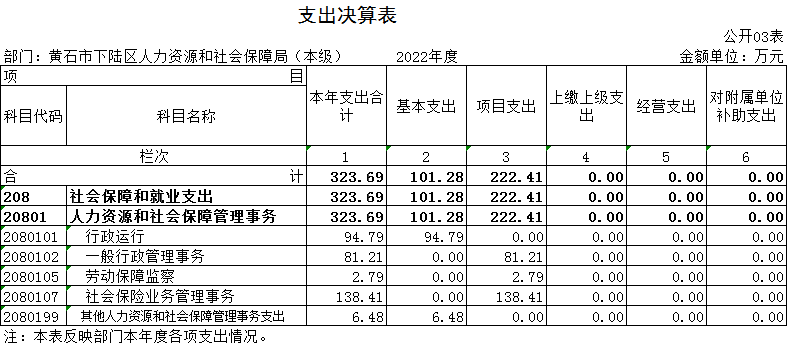 支出决算表
公开03表
部门：黄石市下陆区人力资源和社会保障局（本级） 2022年度 金额单位：万元
项 目 本年支出合计 基本支出 项目支出 上缴上级支出 经营支出 对附属单位补助支出
科目代码 科目名称
栏次 1 2 3 4 5 6
合 计 323.69 101.28 222.41 0.00 0.00 0.00
208 社会保障和就业支出 323.69 101.28 222.41 0.00 0.00 0.00
20801 人力资源和社会保障管理事务 323.69 101.28 222.41 0.00 0.00 0.00
2080101 行政运行 94.79 94.79 0.00 0.00 0.00 0.00
2080102 一般行政管理事务 81.21 0.00 81.21 0.00 0.00 0.00
2080105 劳动保障监察 2.79 0.00 2.79 0.00 0.00 0.00
2080107 社会保险业务管理事务 138.41 0.00 138.41 0.00 0.00 0.00
2080199 其他人力资源和社会保障管理事务支出 6.48 6.48 0.00 0.00 0.00 0.00
注：本表反映部门本年度各项支出情况。